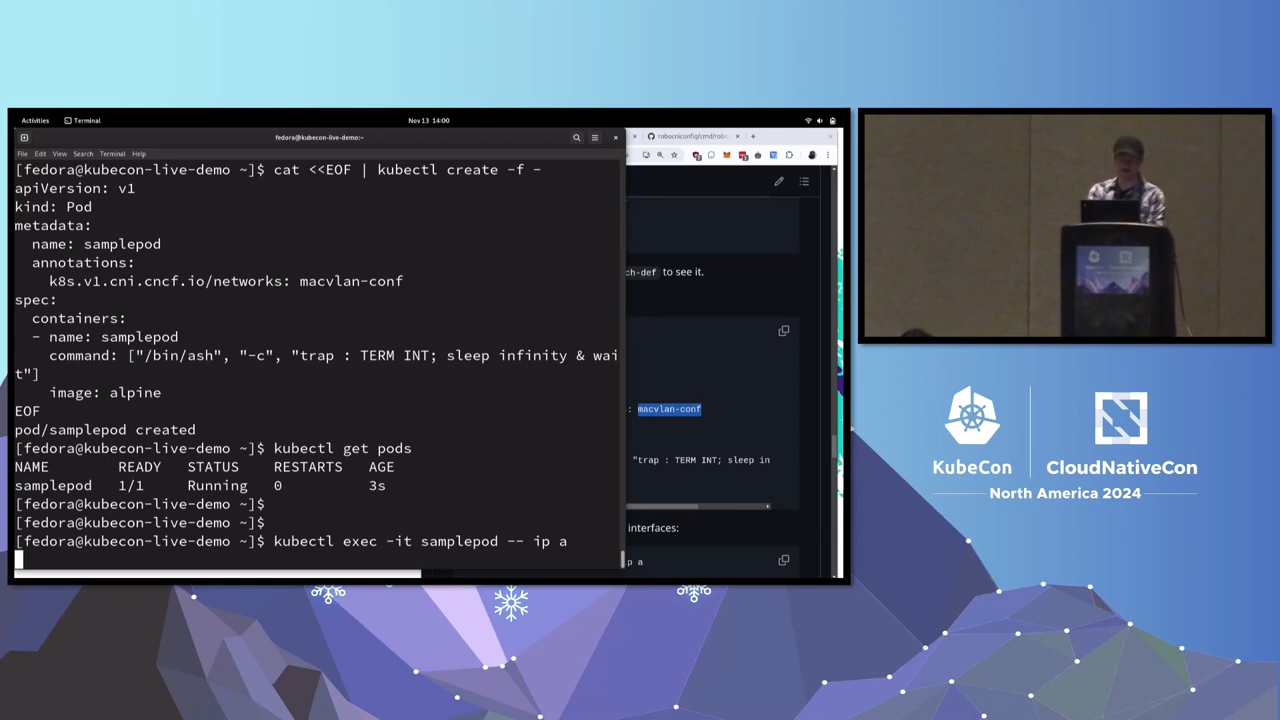 Activities
Terminal
Nov 13 14:00
fedora@kubecon-live-demo:~
File Edit View Search Terminal Help
[fedora@kubecon-live-demo ~]$ cat <<EOF | kubectl create -f -
apiVersion: v1
kind: Pod
metadata:
  name: samplepod
  annotations:
    k8s.v1.cni.cncf.io/networks: macvlan-conf
spec:
  containers:
  - name: samplepod
    command: ["/bin/ash", "-c", "trap : TERM INT; sleep infinity & wai
t"]
    image: alpine
EOF
pod/samplepod created
[fedora@kubecon-live-demo ~]$ kubectl get pods
NAME        READY   STATUS    RESTARTS   AGE
samplepod   1/1     Running   0          3s
[fedora@kubecon-live-demo ~]$
[fedora@kubecon-live-demo ~]$
[fedora@kubecon-live-demo ~]$ kubectl exec -it samplepod -- ip a
robocniconfig/cmd/robo
ch-def to see it.
: macvlan-conf
"trap : TERM INT; sleep in
interfaces:
p a
KubeCon
CloudNativeCon
North America 2024